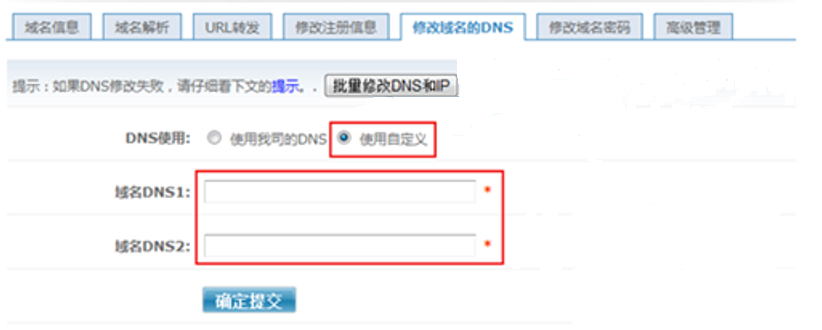 域名信息 域名解析 URL转发 修改注册信息 修改域名的DNS 修改域名密码 高级管理
提示：如果DNS修改失败，请仔细看下文的提示。. 批量修改DNS和IP
DNS使用: 使用我司的DNS 使用自定义
域名DNS1: *
域名DNS2: *
确定提交